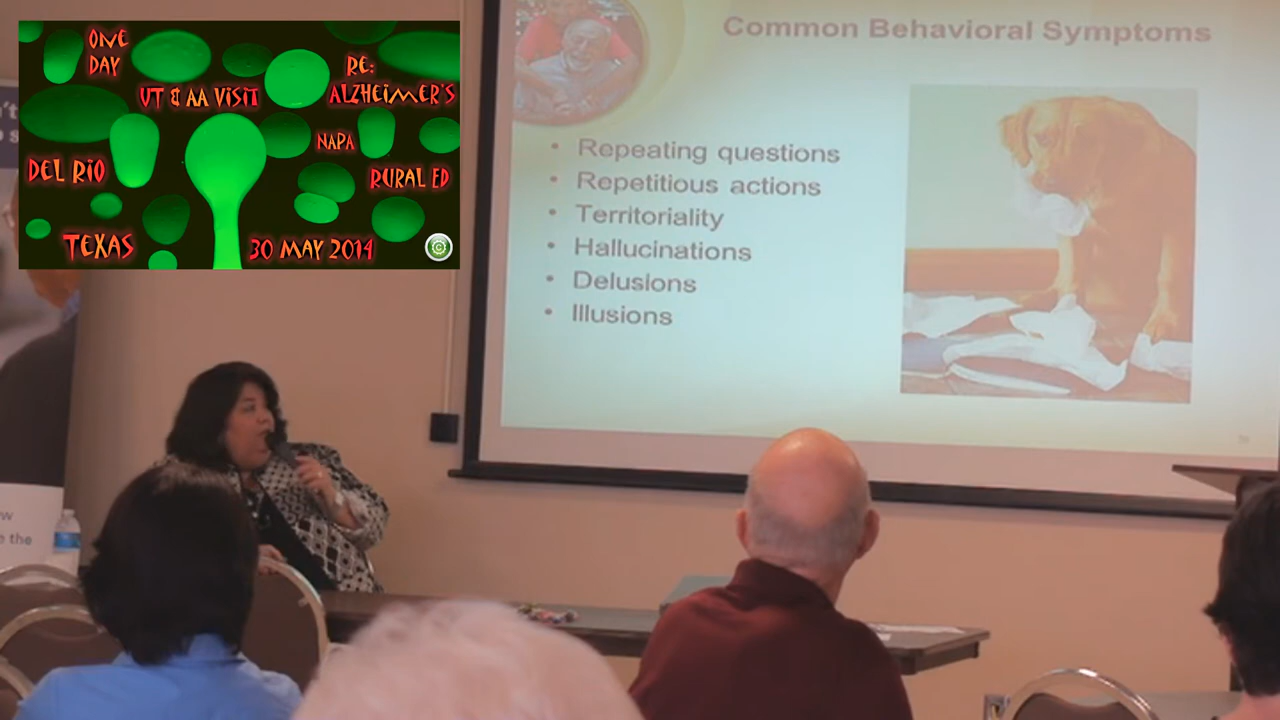 ONE
DAY
UT & AA VISIT
RE:
ALZHEIMER'S
NAPA
DEL RIO
RURAL ED
TEXAS
30 MAY 2014
©
Common Behavioral Symptoms
• Repeating questions
• Repetitious actions
• Territoriality
• Hallucinations
• Delusions
• Illusions
e the